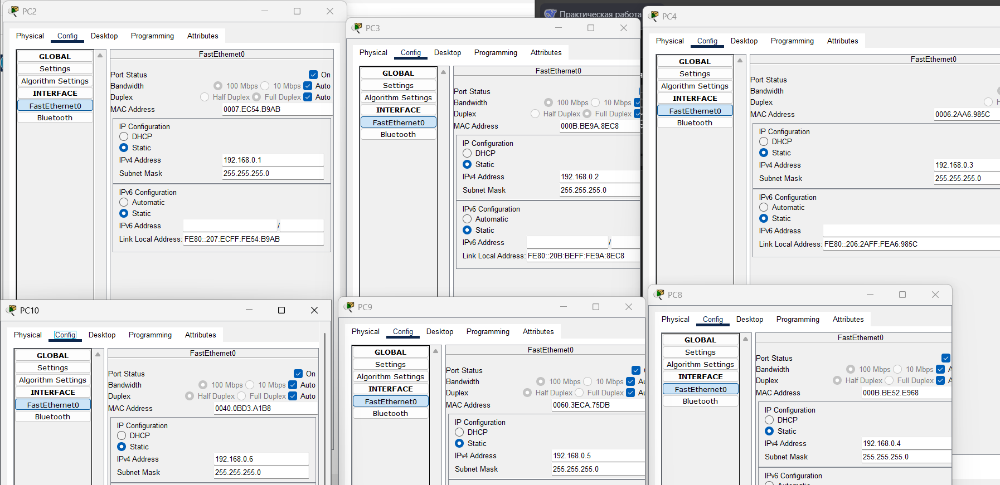 PC2
Physical Config Desktop Programming Attributes
GLOBAL
Settings
Algorithm Settings
INTERFACE
FastEthernet0
Bluetooth
FastEthernet0
Port Status On
Bandwidth 100 Mbps 10 Mbps Auto
Duplex Half Duplex Full Duplex Auto
MAC Address 0007.EC54.B9AB
IP Configuration
DHCP
Static
IPv4 Address 192.168.0.1
Subnet Mask 255.255.255.0
IPv6 Configuration
Automatic
Static
IPv6 Address /
Link Local Address: FE80::207:ECFF:FE54:B9AB
Практическая работа
PC3
Physical Config Desktop Programming Attributes
GLOBAL
Settings
Algorithm Settings
INTERFACE
FastEthernet0
Bluetooth
FastEthernet0
Port Status
Bandwidth 100 Mbps 10 Mbps
Duplex Half Duplex Full Duplex
MAC Address 000B.BE9A.8EC8
IP Configuration
DHCP
Static
IPv4 Address 192.168.0.2
Subnet Mask 255.255.255.0
IPv6 Configuration
Automatic
Static
IPv6 Address /
Link Local Address: FE80::20B:BEFF:FE9A:8EC8
PC4
Physical Config Desktop Programming Attributes
GLOBAL
Settings
Algorithm Settings
INTERFACE
FastEthernet0
Bluetooth
FastEthernet0
Port Status
Bandwidth
Duplex
MAC Address 0006.2AA6.985C
IP Configuration
DHCP
Static
IPv4 Address 192.168.0.3
Subnet Mask 255.255.255.0
IPv6 Configuration
Automatic
Static
IPv6 Address
Link Local Address: FE80::206:2AFF:FEA6:985C
PC10
Physical Config Desktop Programming Attributes
GLOBAL
Settings
Algorithm Settings
INTERFACE
FastEthernet0
Bluetooth
FastEthernet0
Port Status On
Bandwidth 100 Mbps 10 Mbps Auto
Duplex Half Duplex Full Duplex Auto
MAC Address 0040.0BD3.A1B8
IP Configuration
DHCP
Static
IPv4 Address 192.168.0.6
Subnet Mask 255.255.255.0
PC9
Physical Config Desktop Programming Attributes
GLOBAL
Settings
Algorithm Settings
INTERFACE
FastEthernet0
Bluetooth
FastEthernet0
Port Status
Bandwidth 100 Mbps 10 Mbps
Duplex Half Duplex Full Duplex
MAC Address 0060.3ECA.75DB
IP Configuration
DHCP
Static
IPv4 Address 192.168.0.5
Subnet Mask 255.255.255.0
PC8
Physical Config Desktop Programming Attributes
GLOBAL
Settings
Algorithm Settings
INTERFACE
FastEthernet0
Bluetooth
FastEthernet0
Port Status
Bandwidth 100 Mbps 10 Mbps
Duplex Half Duplex Full Duplex
MAC Address 000B.BE52.E968
IP Configuration
DHCP
Static
IPv4 Address 192.168.0.4
Subnet Mask 255.255.255.0
IPv6 Configuration